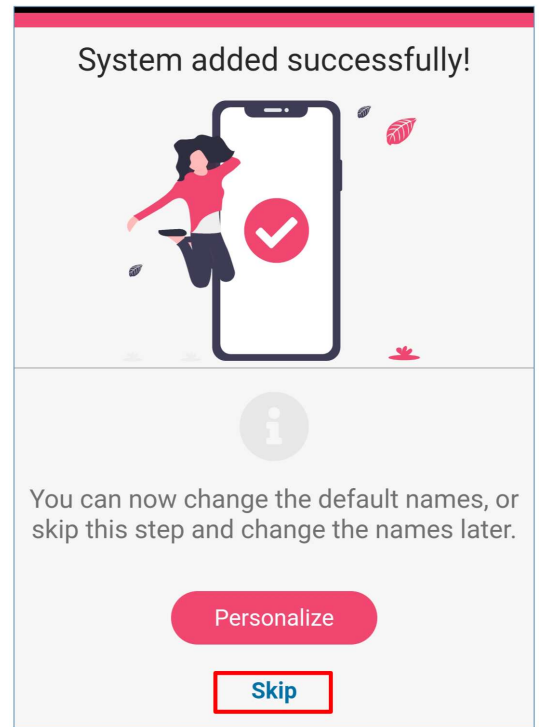 System added successfully!
You can now change the default names, or
skip this step and change the names later.
Personalize
Skip